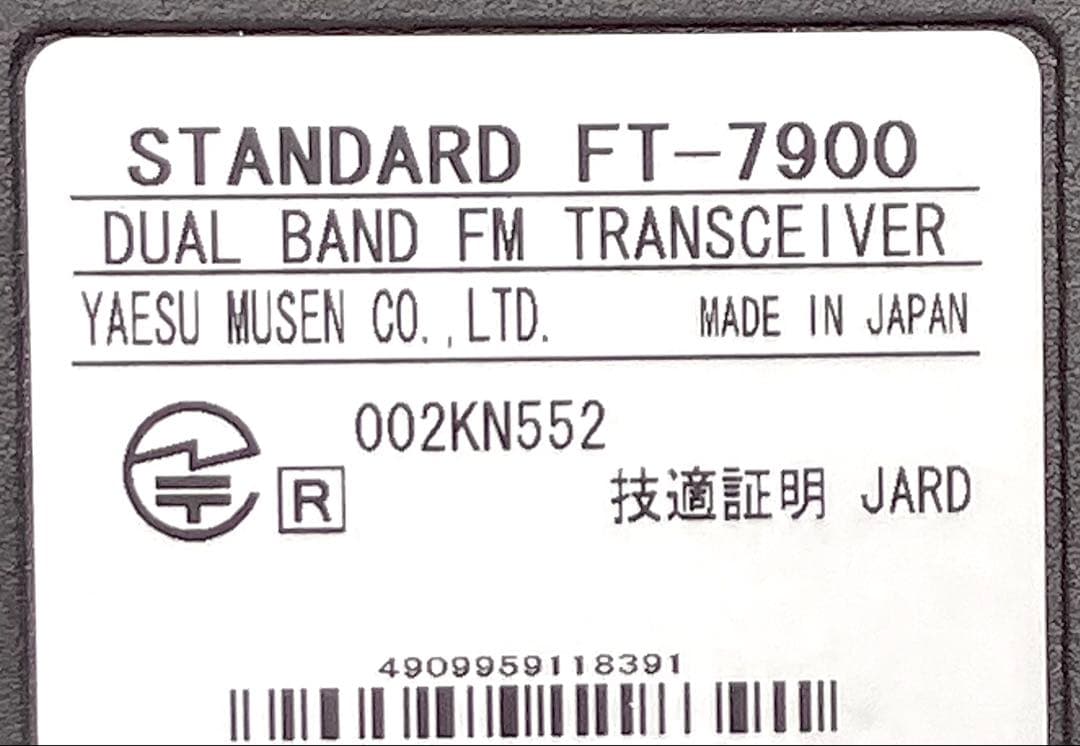 STANDARD FT-7900
DUAL BAND FM TRANSCEIVER
YAESU MUSEN CO.,LTD. MADE IN JAPAN
R 002KN552
技適証明 JARD
4909959118391